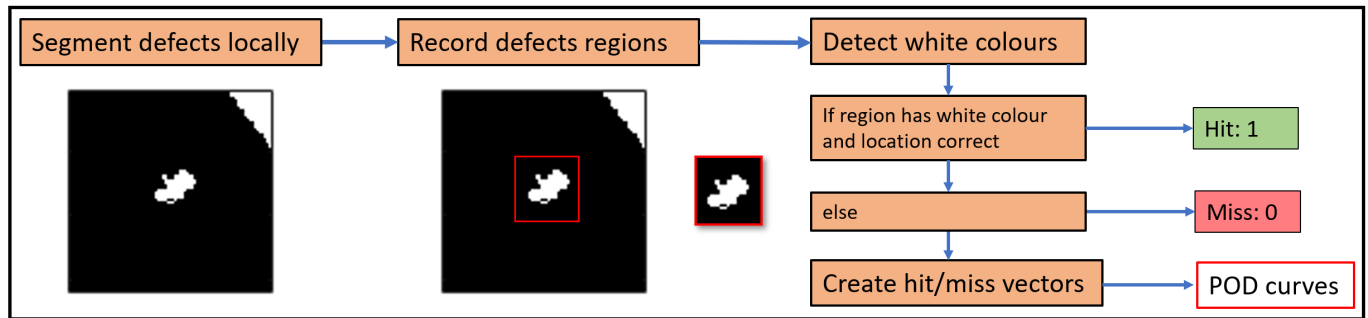 Segment defects locally
Record defects regions
Detect white colours
If region has white colour
and location correct
Hit: 1
else
Miss: 0
Create hit/miss vectors
POD curves